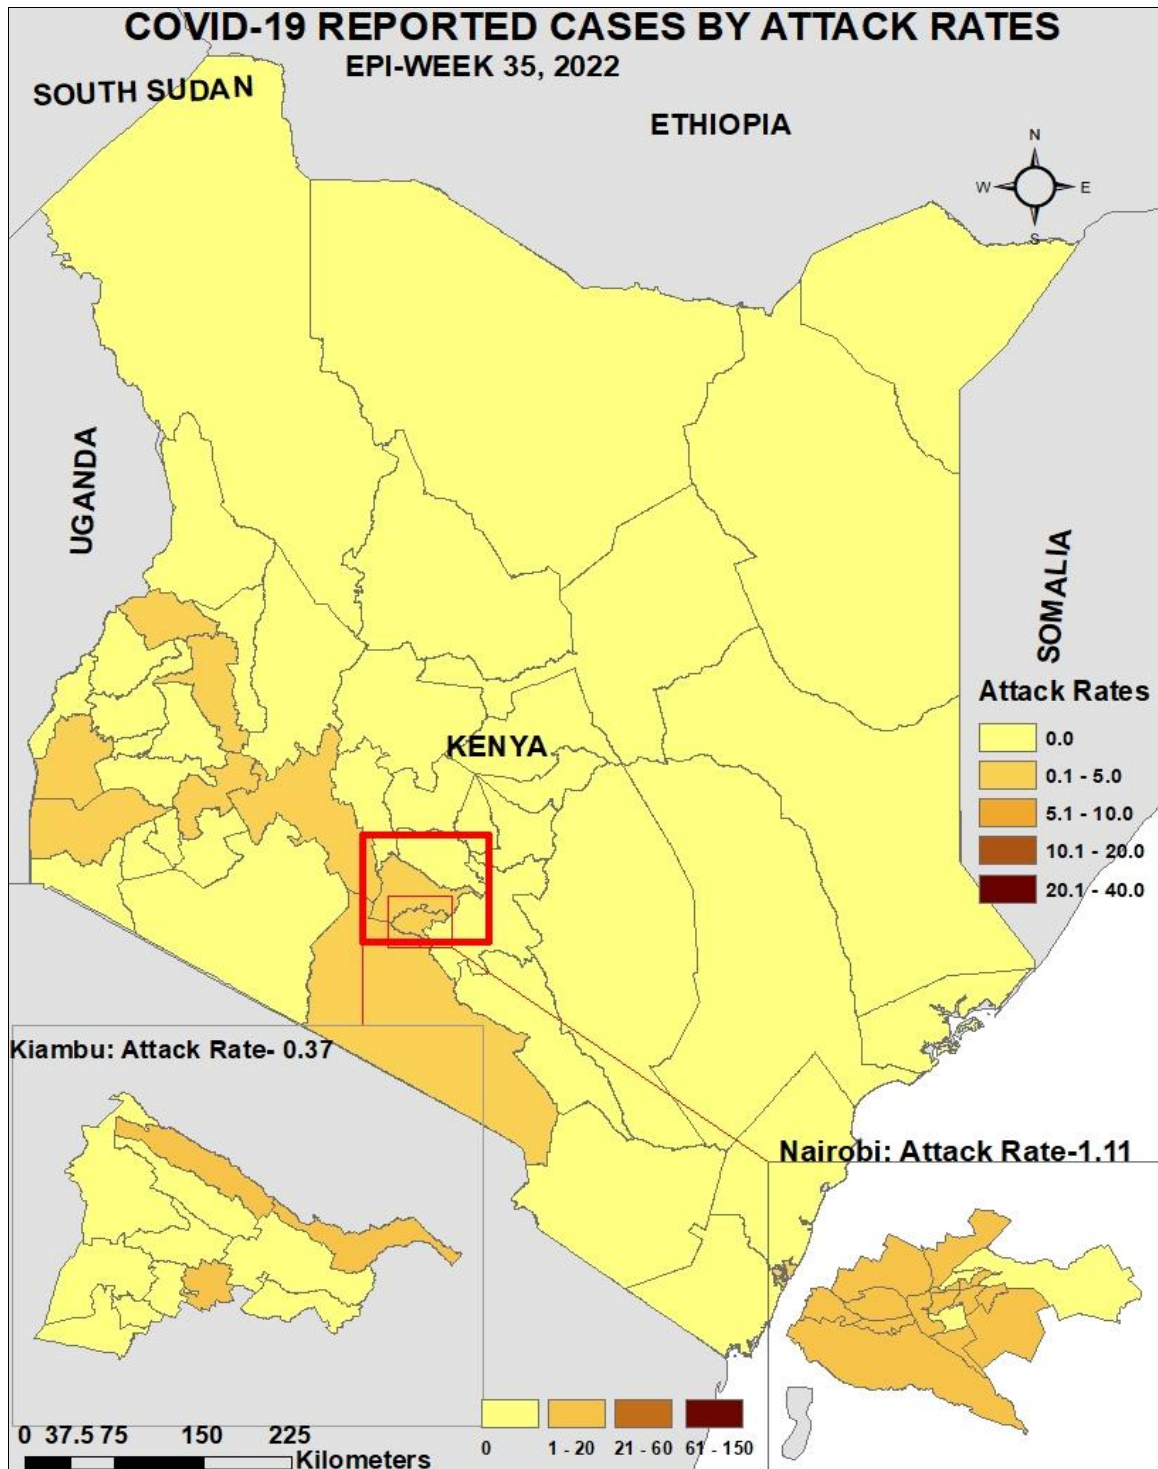 COVID-19 REPORTED CASES BY ATTACK RATES
EPI-WEEK 35, 2022
SOUTH SUDAN
ETHIOPIA
N
W E
S
UGANDA
SOMALIA
KENYA
Attack Rates
0.0
0.1 - 5.0
5.1 - 10.0
10.1 - 20.0
20.1 - 40.0
Kiambu: Attack Rate- 0.37
Nairobi: Attack Rate-1.11
0 1 - 20 21 - 60 61 - 150
0 37.5 75 150 225
Kilometers